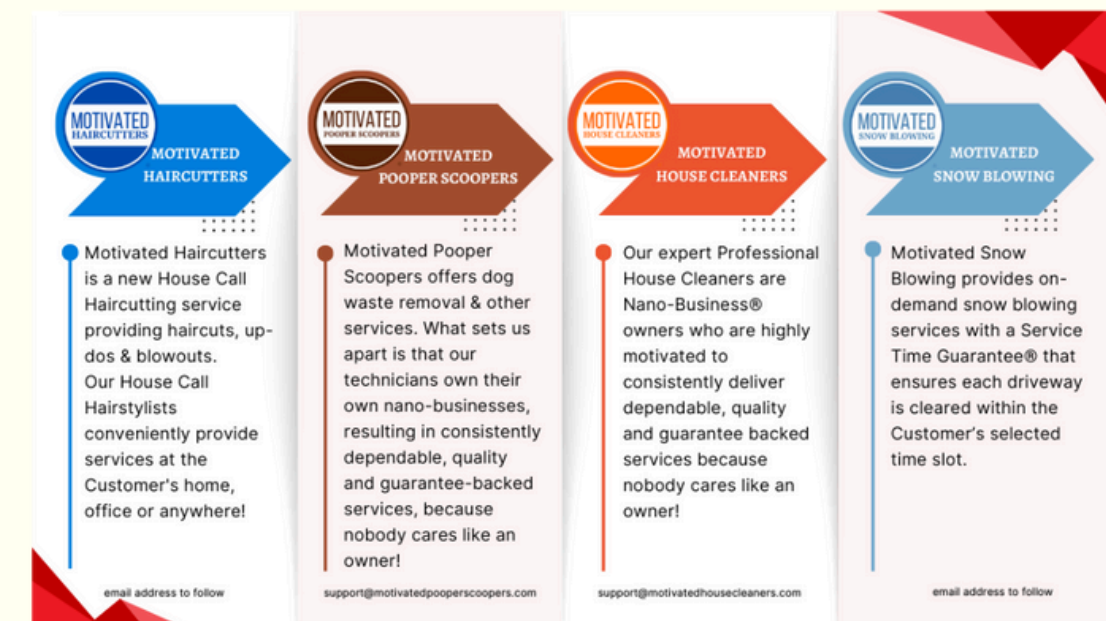 MOTIVATED
HAIRCUTTERS
MOTIVATED
HAIRCUTTERS
Motivated Haircutters
is a new House Call
Haircutting service
providing haircuts, up-
dos & blowouts.
Our House Call
Hairstylists
conveniently provide
services at the
Customer's home,
office or anywhere!
email address to follow
MOTIVATED
POOPER SCOOPERS
MOTIVATED
POOPER SCOOPERS
Motivated Pooper
Scoopers offers dog
waste removal & other
services. What sets us
apart is that our
technicians own their
own nano-businesses,
resulting in consistently
dependable, quality
and guarantee-backed
services, because
nobody cares like an
owner!
support@motivatedpooperscoopers.com
MOTIVATED
HOUSE CLEANERS
MOTIVATED
HOUSE CLEANERS
Our expert Professional
House Cleaners are
Nano-Business®
owners who are highly
motivated to
consistently deliver
dependable, quality
and guarantee backed
services because
nobody cares like an
owner!
support@motivatedhousecleaners.com
MOTIVATED
SNOW BLOWING
MOTIVATED
SNOW BLOWING
Motivated Snow
Blowing provides on-
demand snow blowing
services with a Service
Time Guarantee® that
ensures each driveway
is cleared within the
Customer's selected
time slot.
email address to follow